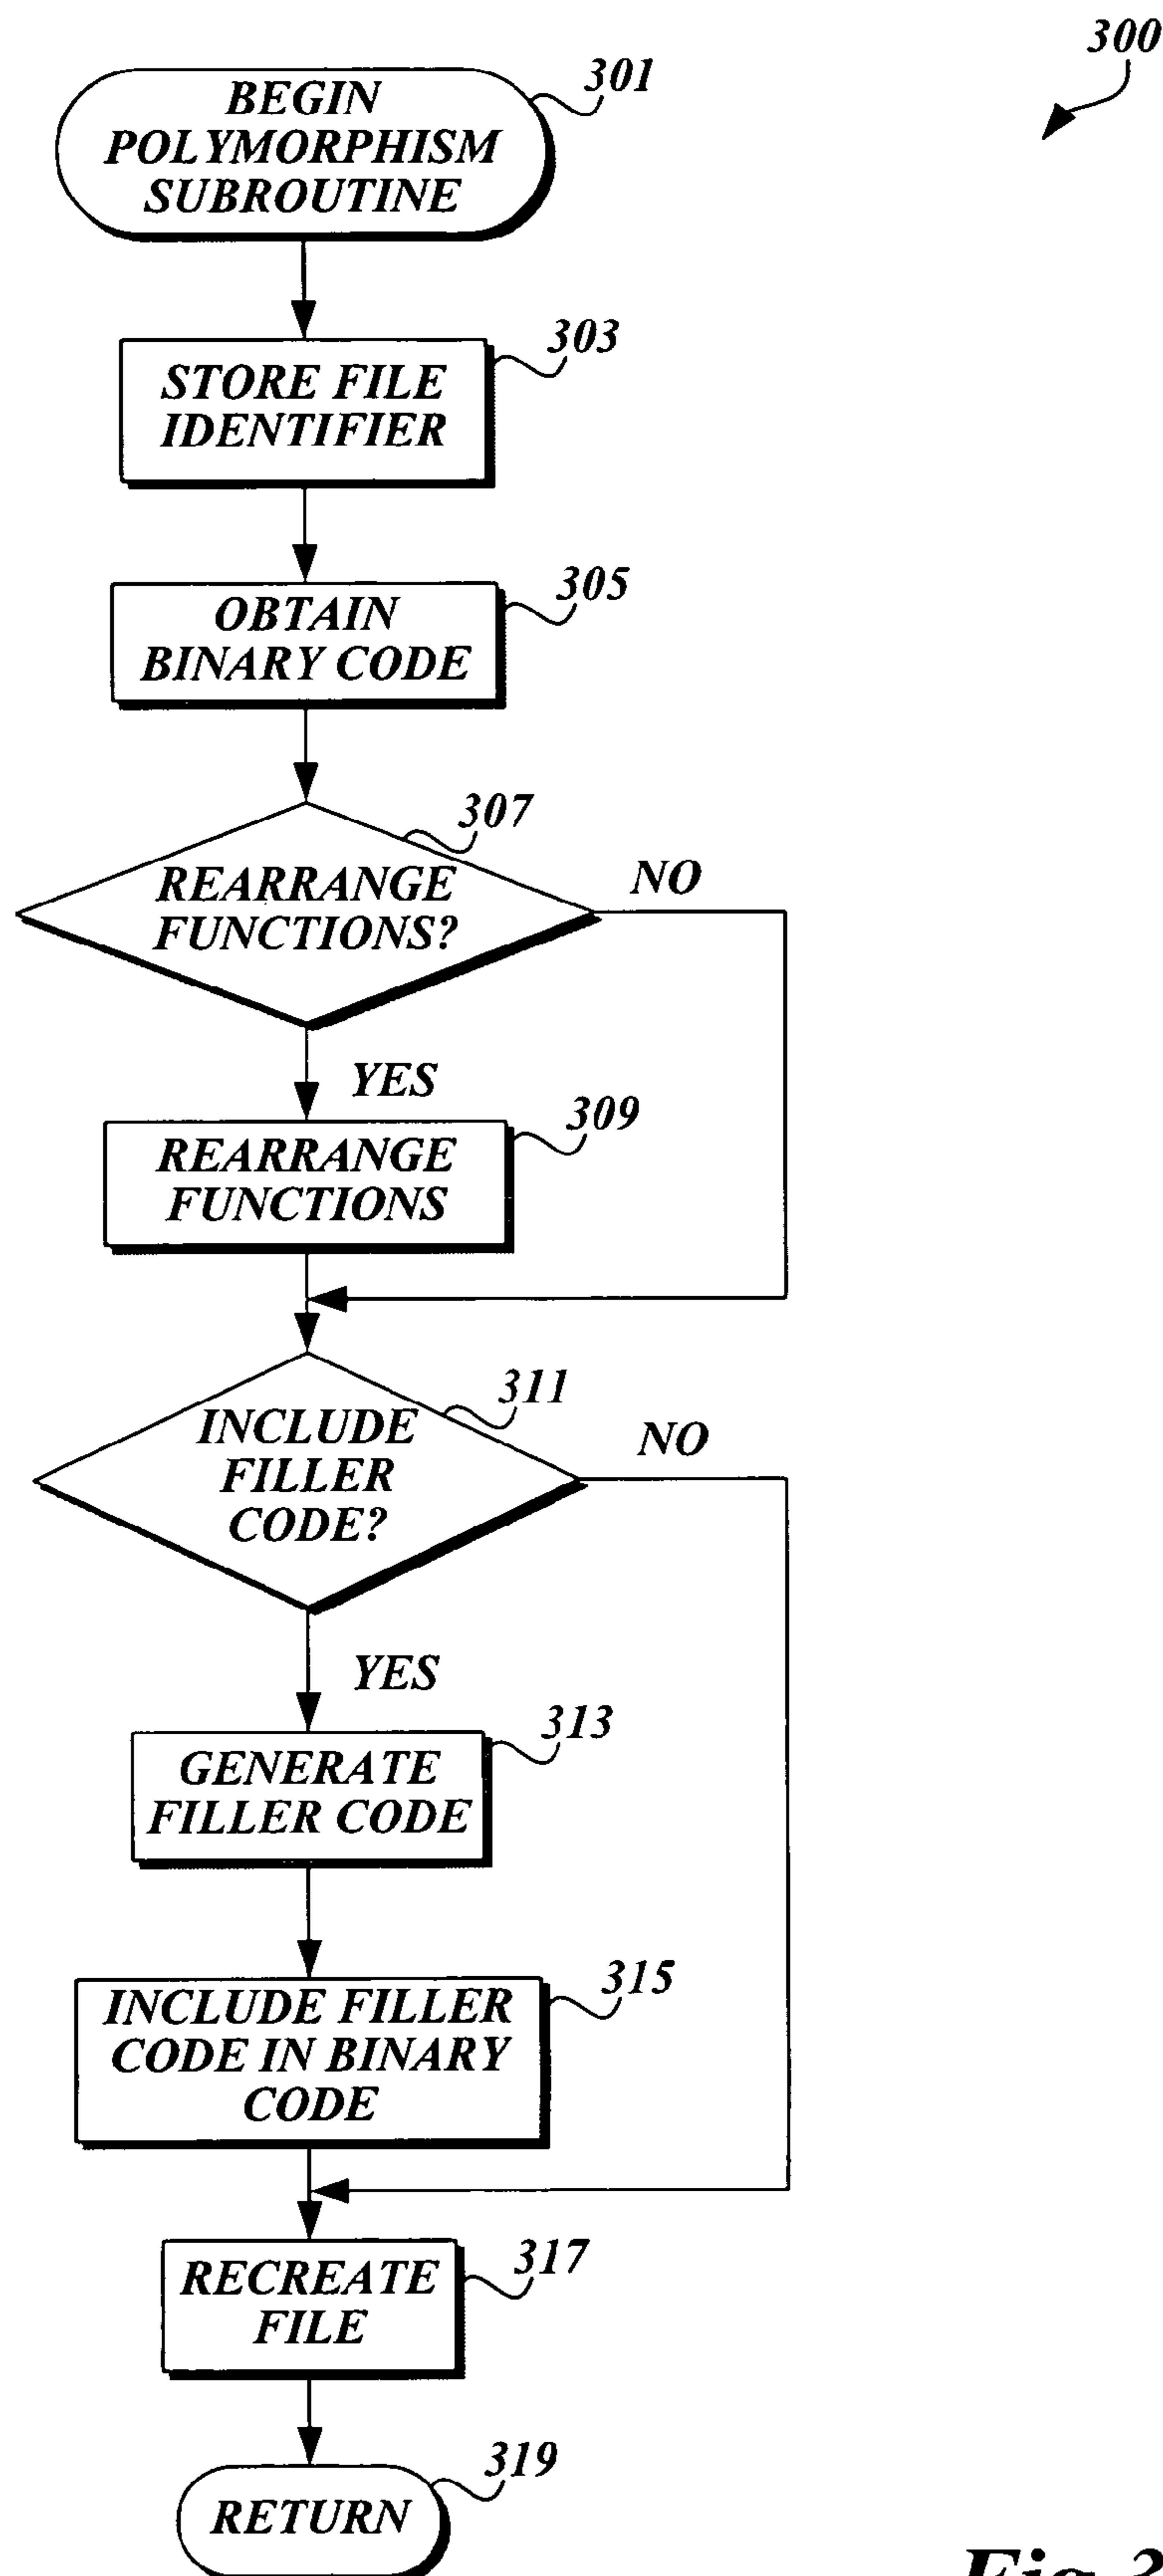 300
301
BEGIN
POLYMORPHISM
SUBROUTINE
303
STORE FILE
IDENTIFIER
305
OBTAIN
BINARY CODE
307
REARRANGE
FUNCTIONS?
NO
YES
309
REARRANGE
FUNCTIONS
311
INCLUDE
FILLER
CODE?
NO
YES
313
GENERATE
FILLER CODE
315
INCLUDE FILLER
CODE IN BINARY
CODE
317
RECREATE
FILE
319
RETURN
Fig.3